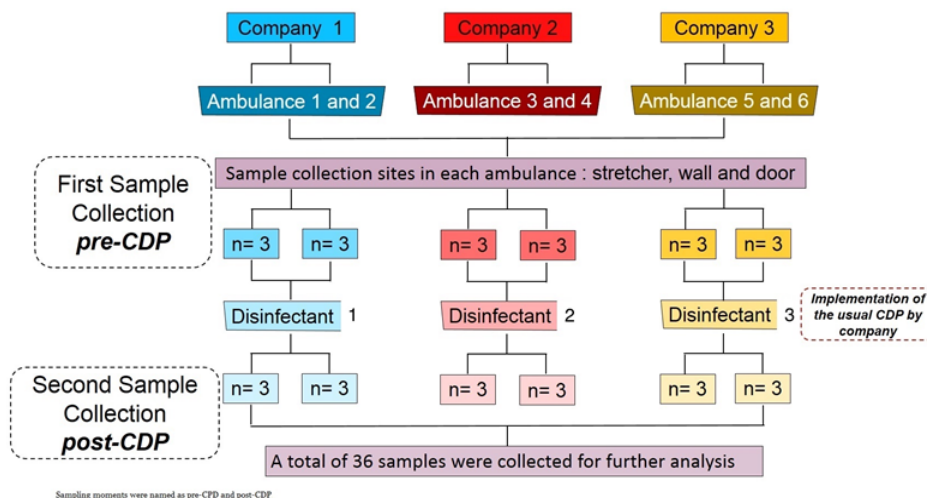 Company 1
Company 2
Company 3
Ambulance 1 and 2
Ambulance 3 and 4
Ambulance 5 and 6
First Sample
Collection
pre-CDP
Sample collection sites in each ambulance : stretcher, wall and door
n= 3
n= 3
n= 3
n= 3
n= 3
n= 3
Disinfectant 1
Disinfectant 2
Disinfectant 3
Implementation of
the usual CDP by
company
Second Sample
Collection
post-CDP
n= 3
n= 3
n= 3
n= 3
n= 3
n= 3
A total of 36 samples were collected for further analysis
Sampling moments were named as pre-CPD and post-CDP